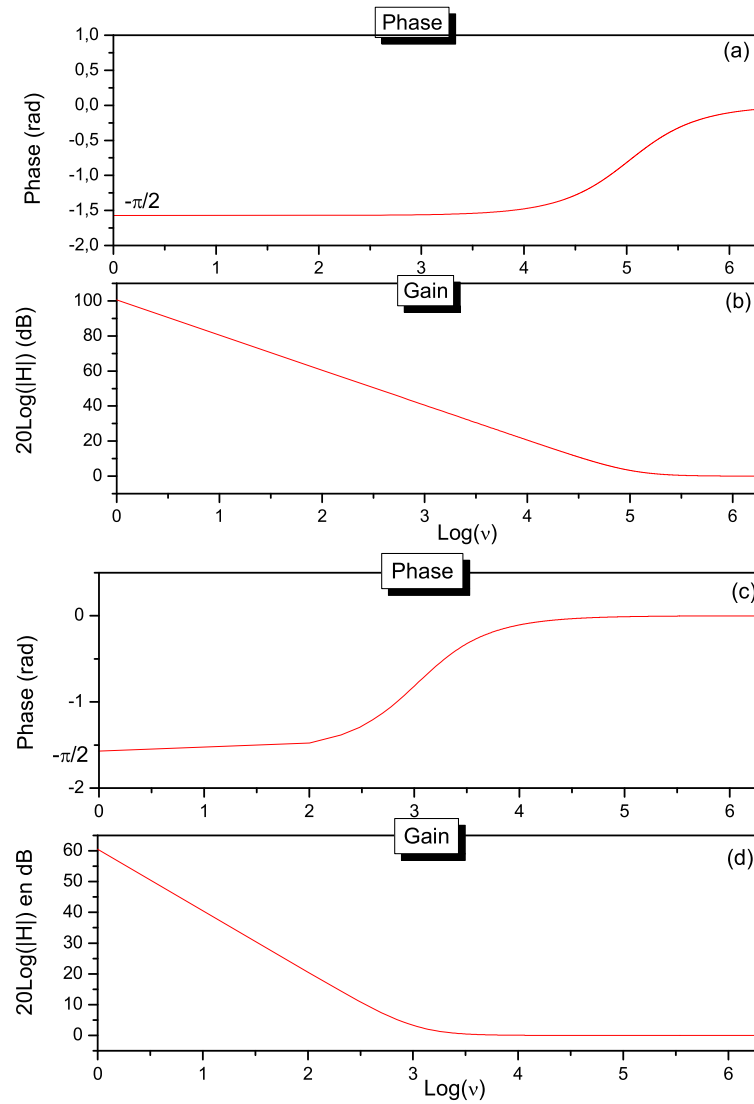 Phase
(a)
1,0
0,5
0,0
-0,5
-1,0
-1,5
-2,0
Phase (rad)
-π/2
0 1 2 3 4 5 6
Gain
(b)
100
80
60
40
20
0
20Log(|H|) (dB)
0 1 2 3 4 5 6
Log(ν)
Phase
(c)
0
-1
-2
Phase (rad)
-π/2
0 1 2 3 4 5 6
Gain
(d)
60
50
40
30
20
10
0
20Log(|H|) en dB
0 1 2 3 4 5 6
Log(ν)